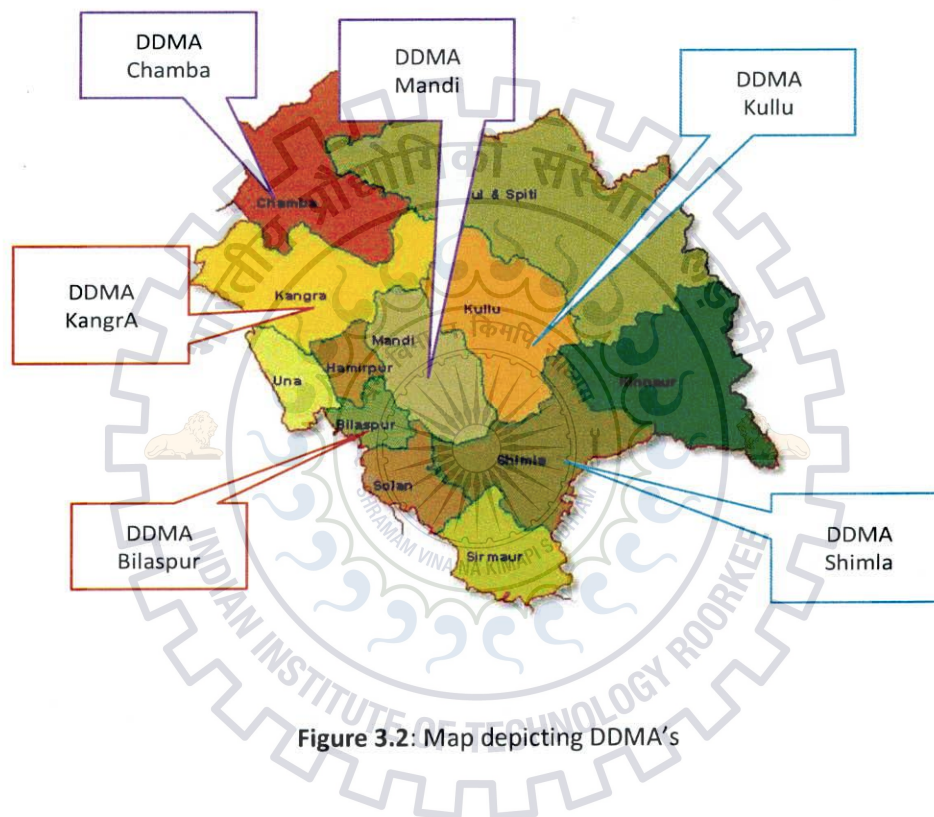 DDMA
Chamba
DDMA
Mandi
DDMA
Kullu
Chamba
ul & Spiti
DDMA
KangrA
Kangra
Kullu
Mandi
Hamirpur
Una
Kinnaur
Bilaspur
Shimla
Solan
DDMA
Bilaspur
DDMA
Shimla
Sirmaur
INDIAN INSTITUTE OF TECHNOLOGY ROORKEE
Figure 3.2: Map depicting DDMA's